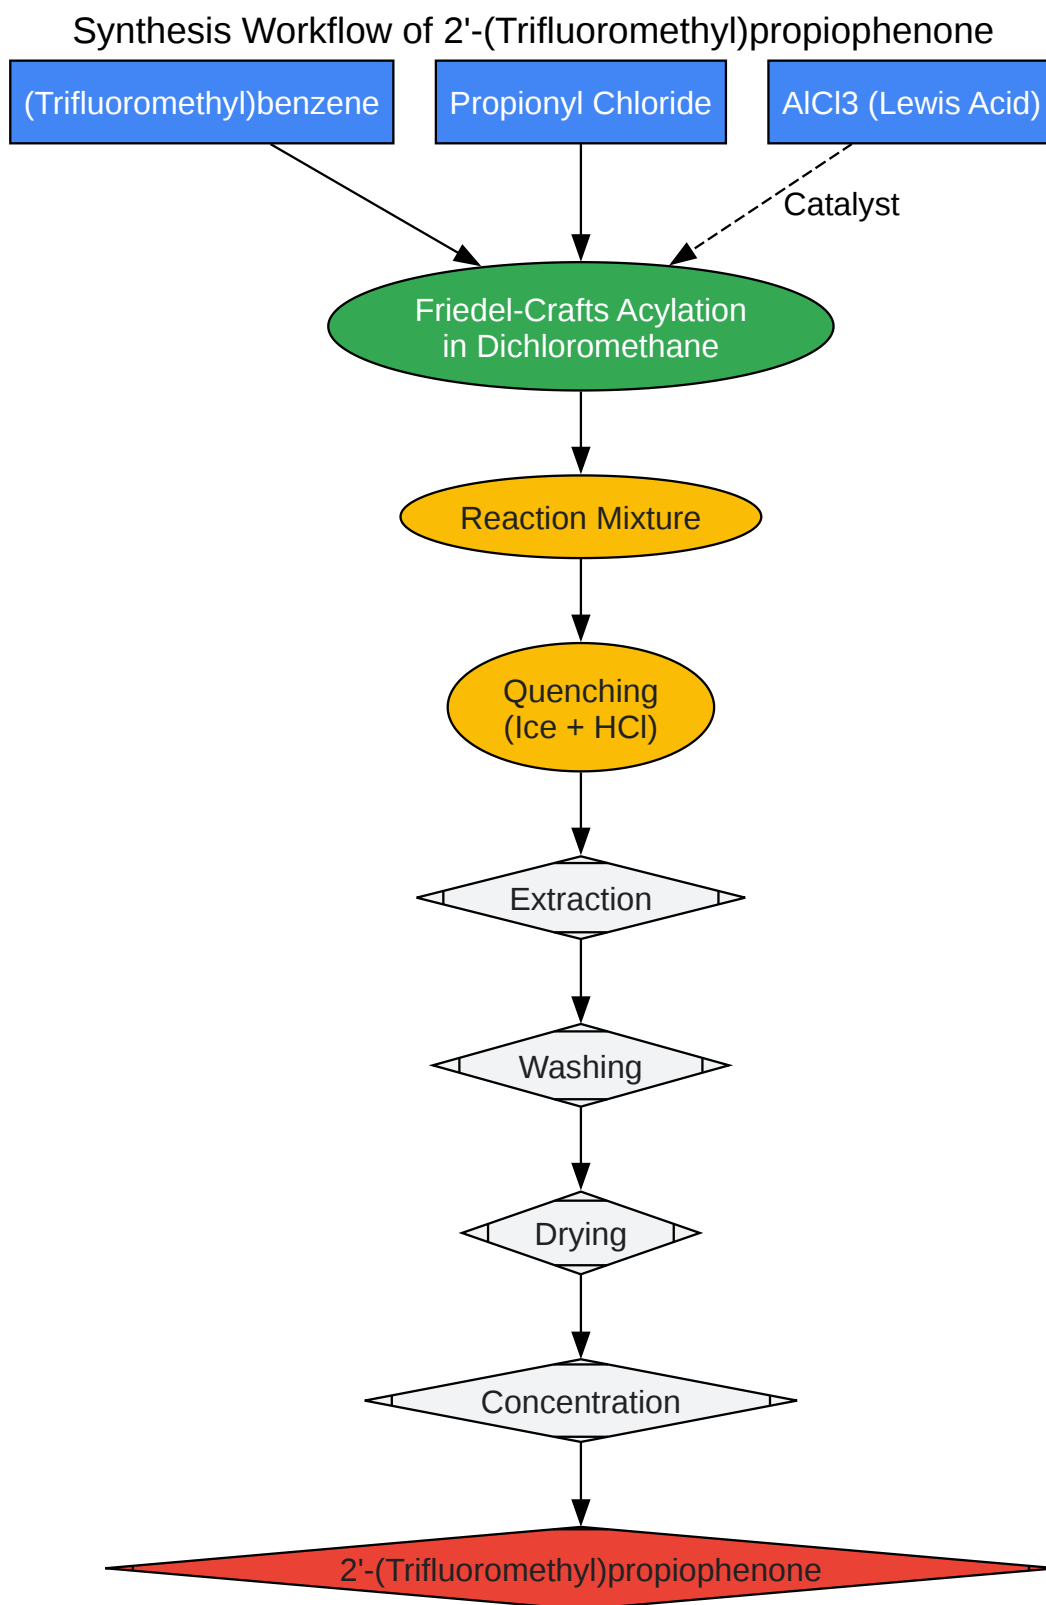 Synthesis Workflow of 2'-(Trifluoromethyl)propiophenone
(Trifluoromethyl)benzene
Propionyl Chloride
AlCl3 (Lewis Acid)
Catalyst
Friedel-Crafts Acylation
in Dichloromethane
Reaction Mixture
Quenching
(Ice + HCl)
Extraction
Washing
Drying
Concentration
2'-(Trifluoromethyl)propiophenone